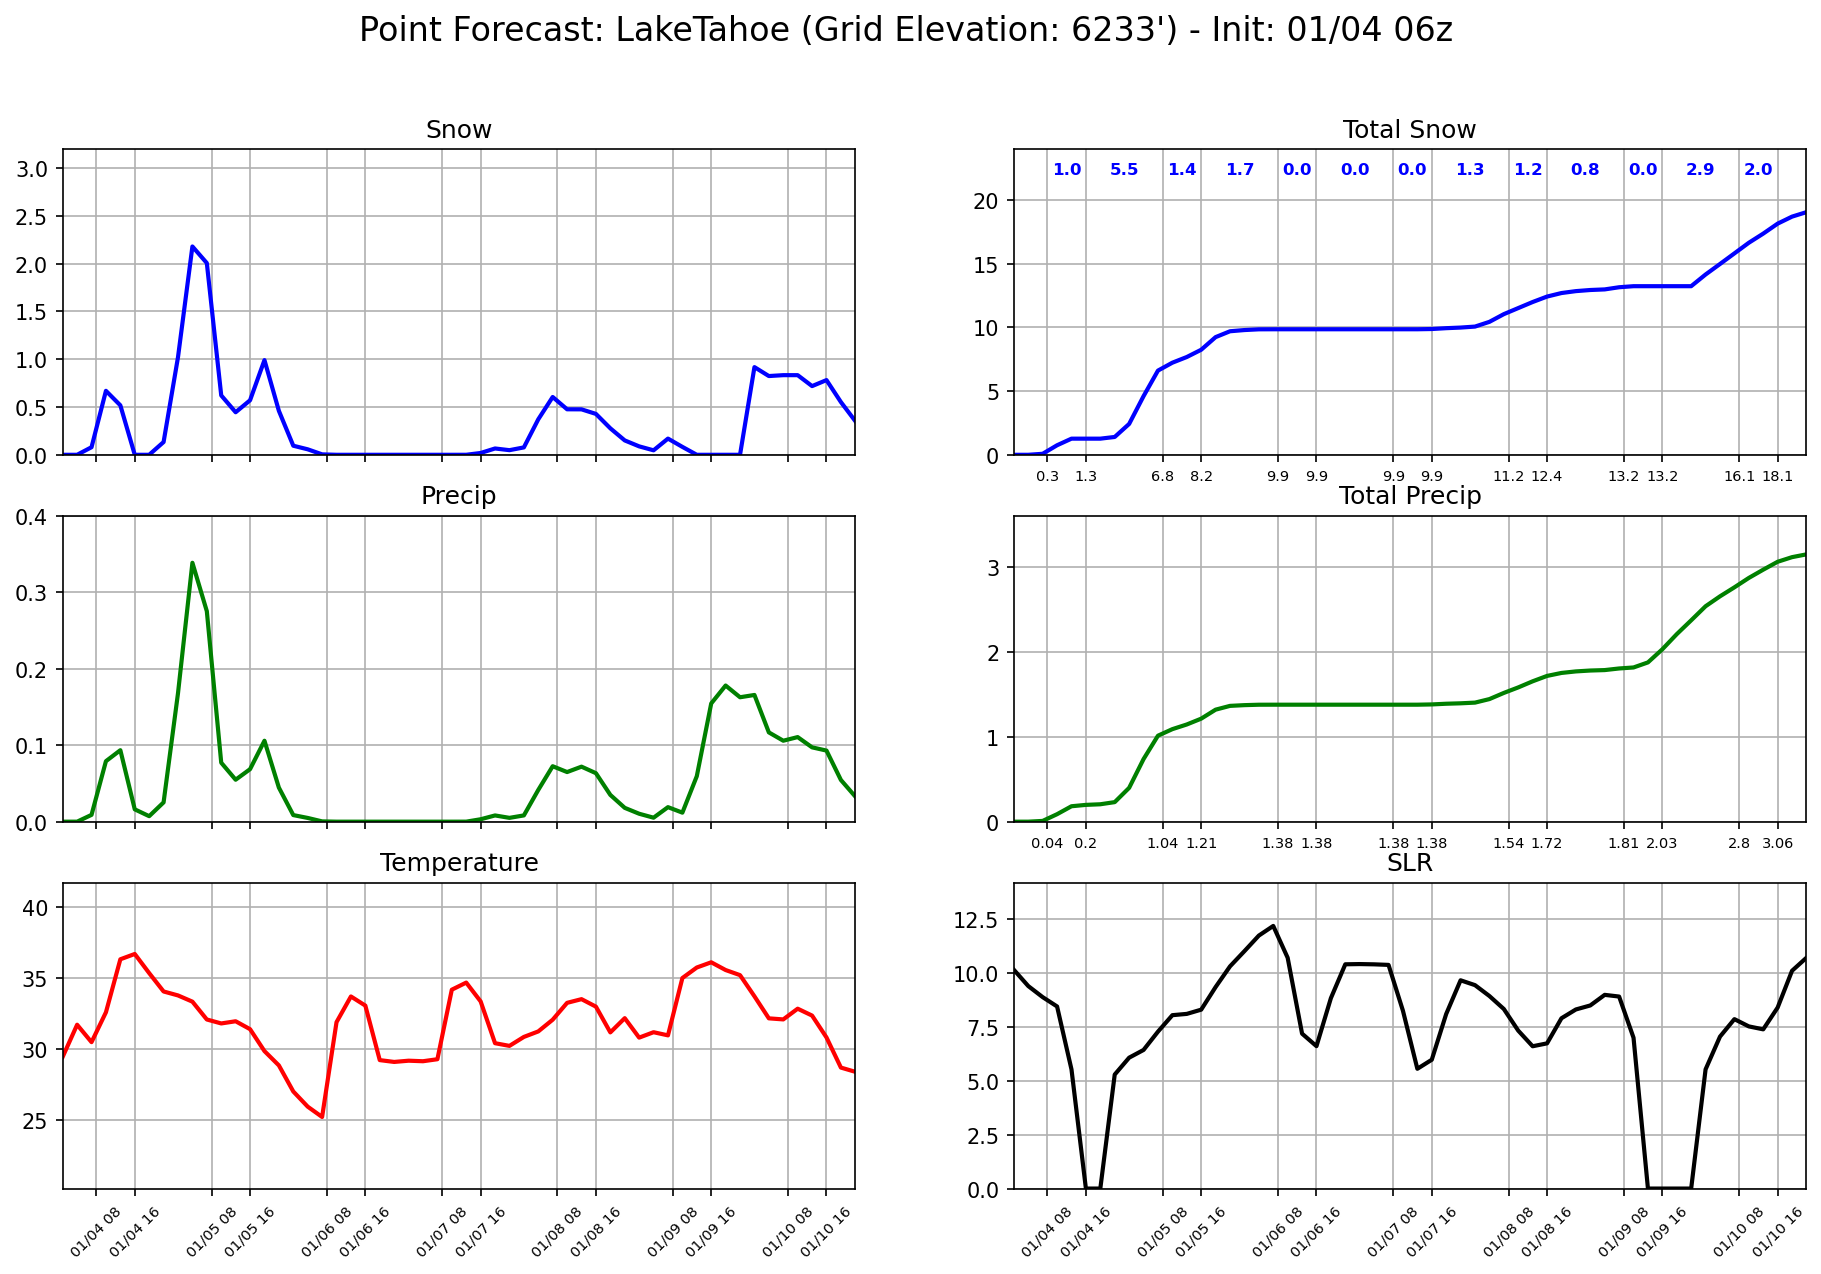 Point Forecast: LakeTahoe (Grid Elevation: 6233') - Init: 01/04 06z
Snow
3.0
2.5
2.0
1.5
1.0
0.5
0.0
Total Snow
1.0 5.5 1.4 1.7 0.0 0.0 0.0 1.3 1.2 0.8 0.0 2.9 2.0
20
15
10
5
0
0.3 1.3 6.8 8.2 9.9 9.9 9.9 9.9 11.2 12.4 13.2 13.2 16.1 18.1
Precip
0.4
0.3
0.2
0.1
0.0
Total Precip
3
2
1
0
0.04 0.2 1.04 1.21 1.38 1.38 1.38 1.38 1.54 1.72 1.81 2.03 2.8 3.06
Temperature
40
35
30
25
01/04 08 01/04 16 01/05 08 01/05 16 01/06 08 01/06 16 01/07 08 01/07 16 01/08 08 01/08 16 01/09 08 01/09 16 01/10 08 01/10 16
SLR
12.5
10.0
7.5
5.0
2.5
0.0
01/04 08 01/04 16 01/05 08 01/05 16 01/06 08 01/06 16 01/07 08 01/07 16 01/08 08 01/08 16 01/09 08 01/09 16 01/10 08 01/10 16